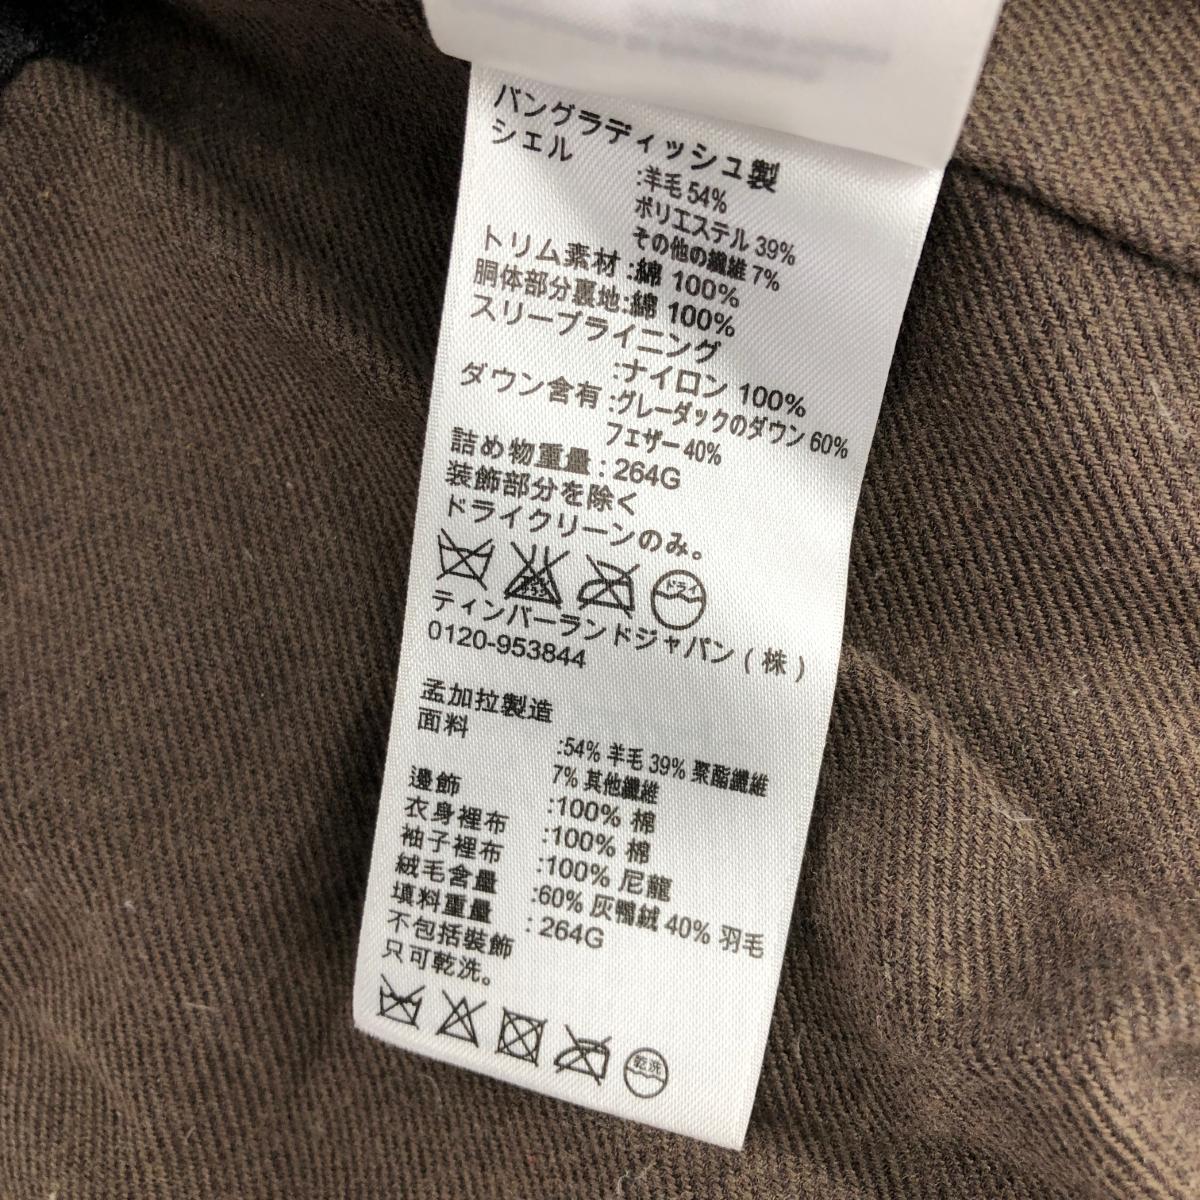 バングラディッシュ製
シェル
:羊毛 54%
ポリエステル 39%
その他の繊維 7%
トリム素材 :綿 100%
胴体部分裏地:綿 100%
スリーブライニング
:ナイロン 100%
ダウン含有 :グレーダックのダウン 60%
フェザー 40%
詰め物重量 : 264G
装飾部分を除く
ドライクリーンのみ。
ドライ
ティンバーランドジャパン ( 株 )
0120-953844
孟加拉製造
面料
:54% 羊毛 39% 聚酯纖維
7% 其他纖維
邊飾 :100% 棉
衣身裡布 :100% 棉
袖子裡布 :100% 尼龍
絨毛含量 :60% 灰鴨絨 40% 羽毛
填料重量 : 264G
不包括裝飾
只可乾洗。
乾洗